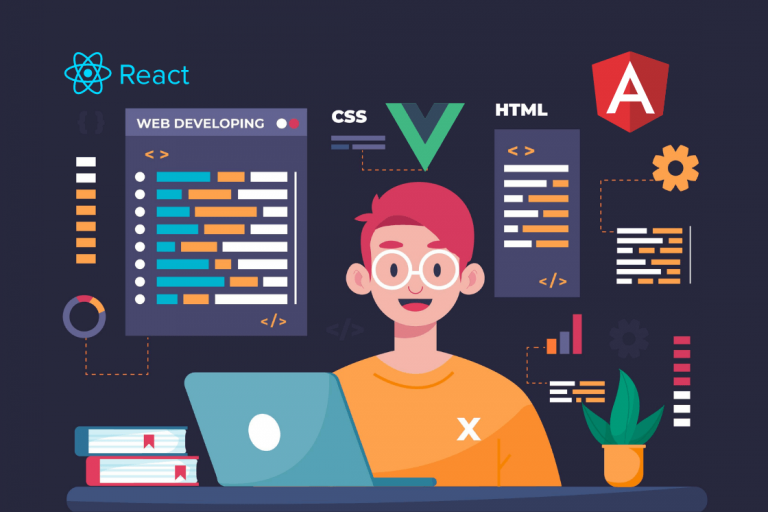 React
CSS
HTML
A
{ }
WEB DEVELOPING
< >
< >
</>
</>
</>
X